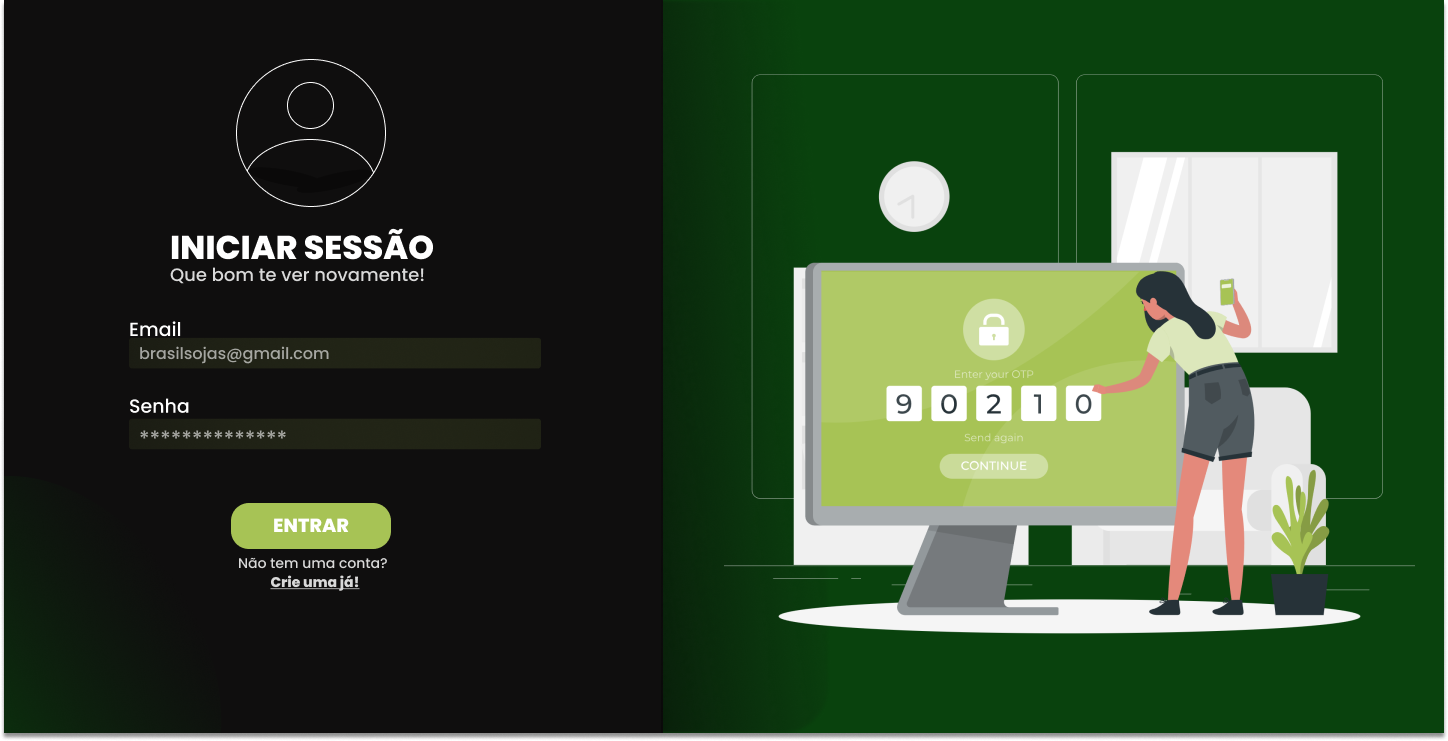 INICIAR SESSÃO
Que bom te ver novamente!
Email
brasilsojas@gmail.com
Senha
**************
ENTRAR
Não tem uma conta?
Crie uma já!
Enter your OTP
9 0 2 1 0
Send again
CONTINUE